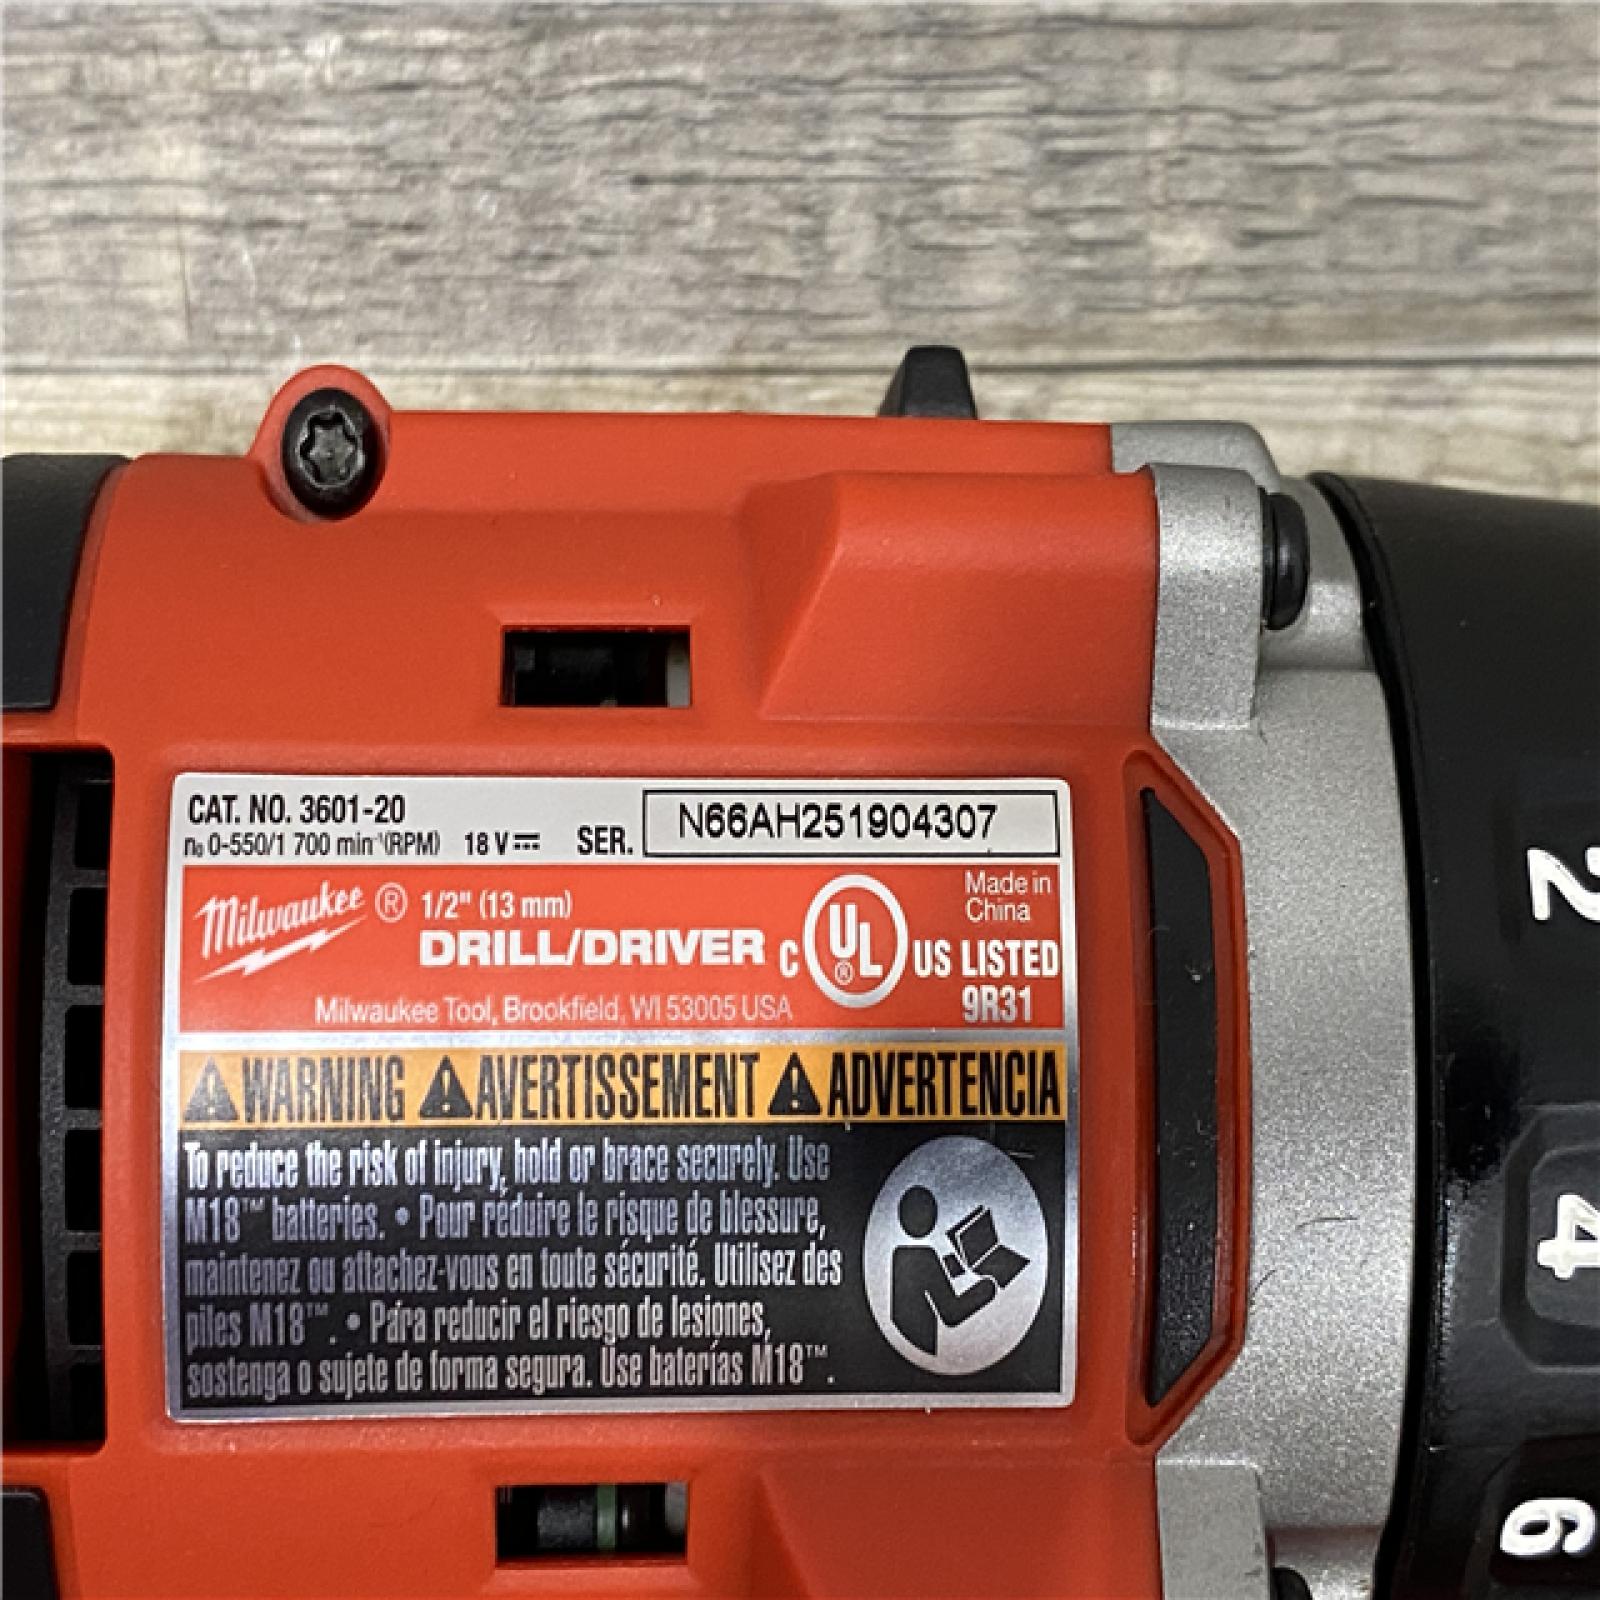 CAT. NO. 3601-20
n₀ 0-550/1 700 min⁻¹(RPM) 18 V⎓ SER. N66AH251904307
Milwaukee® 1/2" (13 mm)
DRILL/DRIVER
Milwaukee Tool, Brookfield, WI 53005 USA
C UL® US LISTED
9R31
Made in
China
⚠WARNING ⚠AVERTISSEMENT ⚠ADVERTENCIA
To reduce the risk of injury, hold or brace securely. Use
M18™ batteries. • Pour réduire le risque de blessure,
maintenez ou attachez-vous en toute sécurité. Utilisez des
piles M18™. • Para reducir el riesgo de lesiones,
sostenga o sujete de forma segura. Use baterías M18™.
2
4
6